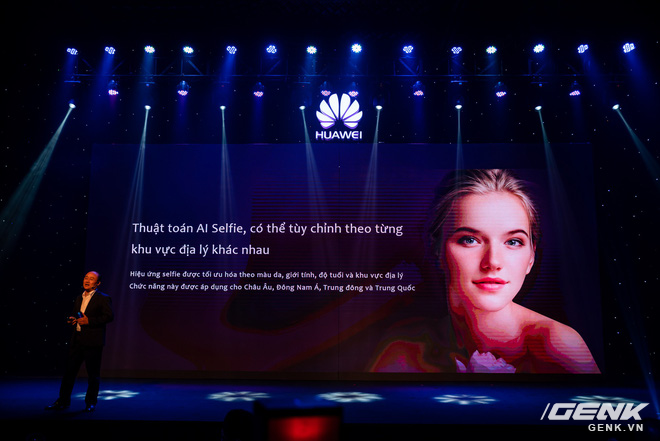 HUAWEI
Thuật toán AI Selfie, có thể tùy chỉnh theo từng
khu vực địa lý khác nhau
Hiệu ứng selfie được tối ưu hóa theo màu da, giới tính, độ tuổi và khu vực địa lý
Chức năng này được áp dụng cho Châu Âu, Đông Nam Á, Trung đông và Trung Quốc
GENK
GENK.VN